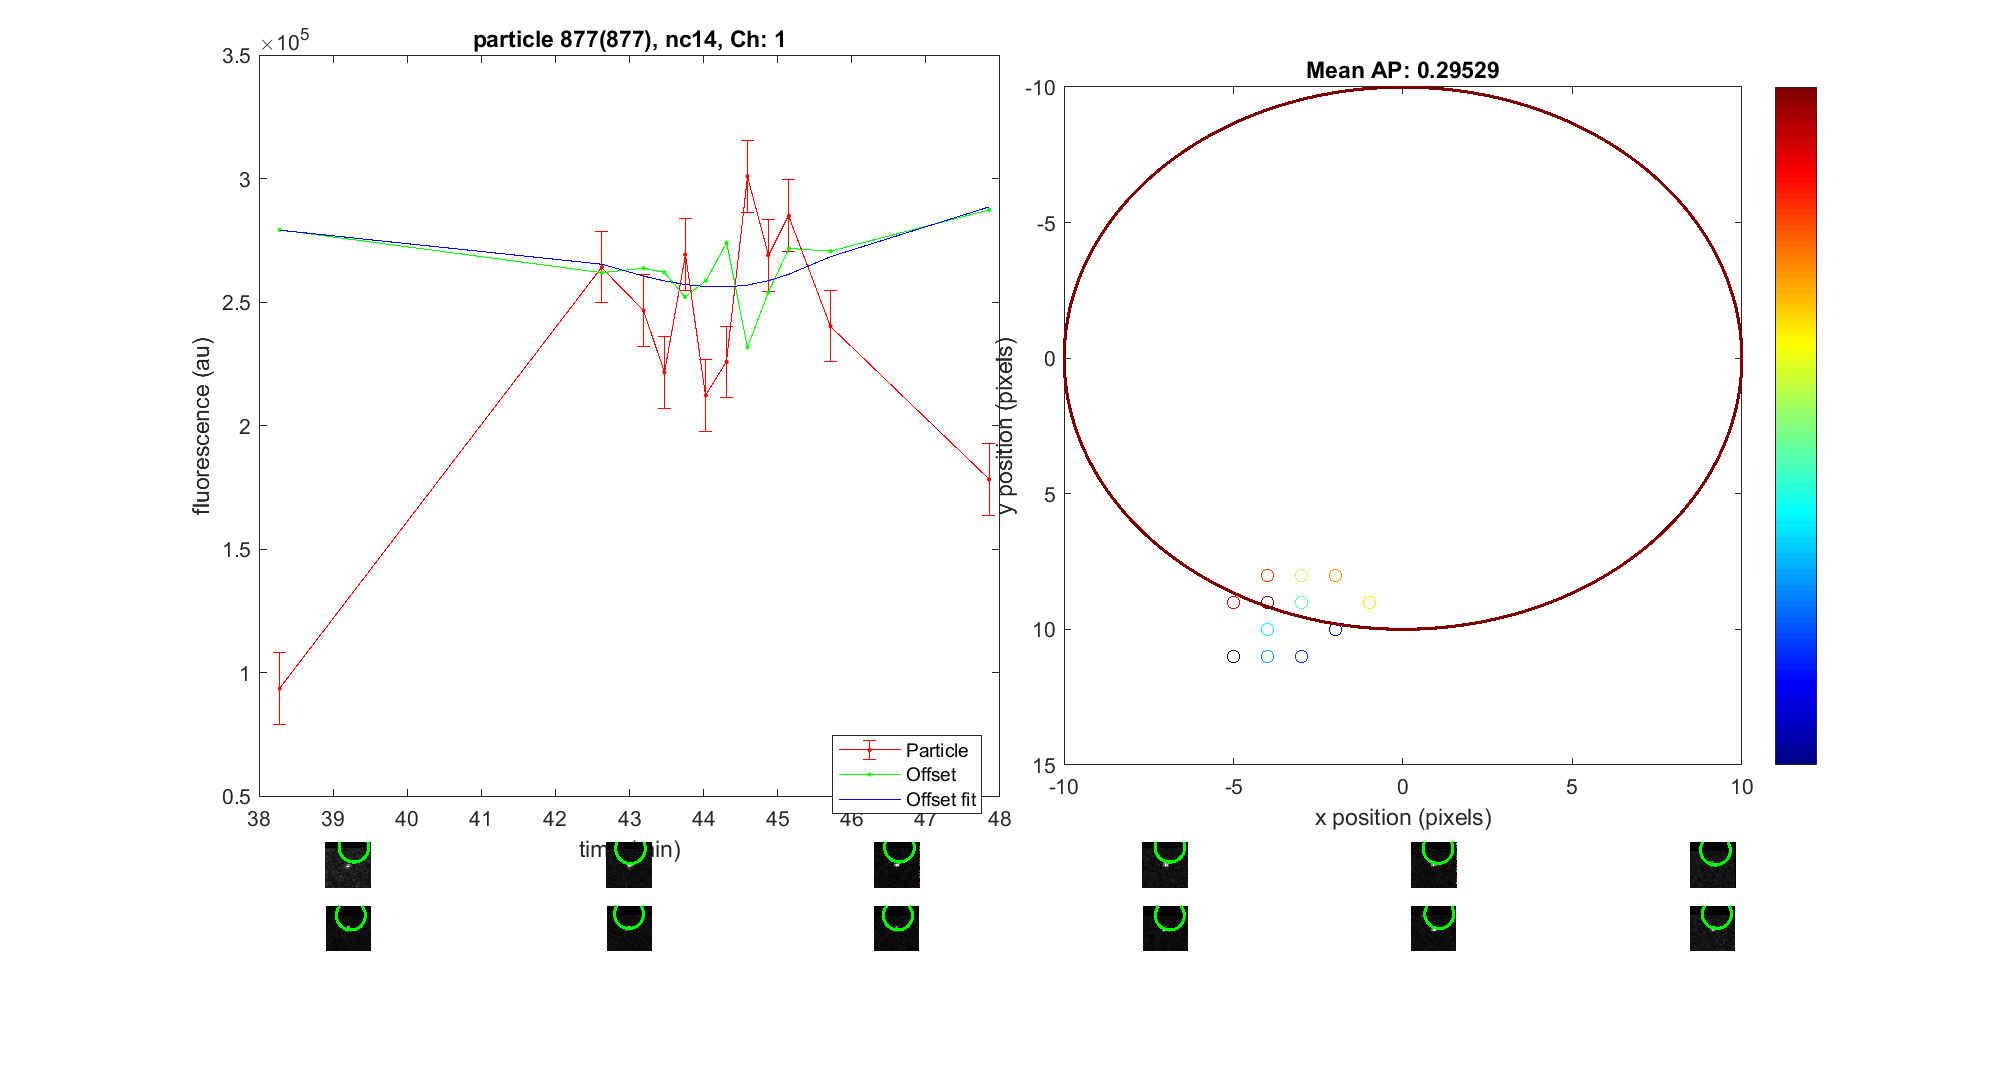 particle 877(877), nc14, Ch: 1
×10⁵
3.5
3
2.5
2
1.5
1
0.5
fluorescence (au)
38 39 40 41 42 43 44 45 46 47 48
Particle
Offset
Offset fit
Mean AP: 0.29529
-10
-5
0
5
10
15
y position (pixels)
-10 -5 0 5 10
x position (pixels)